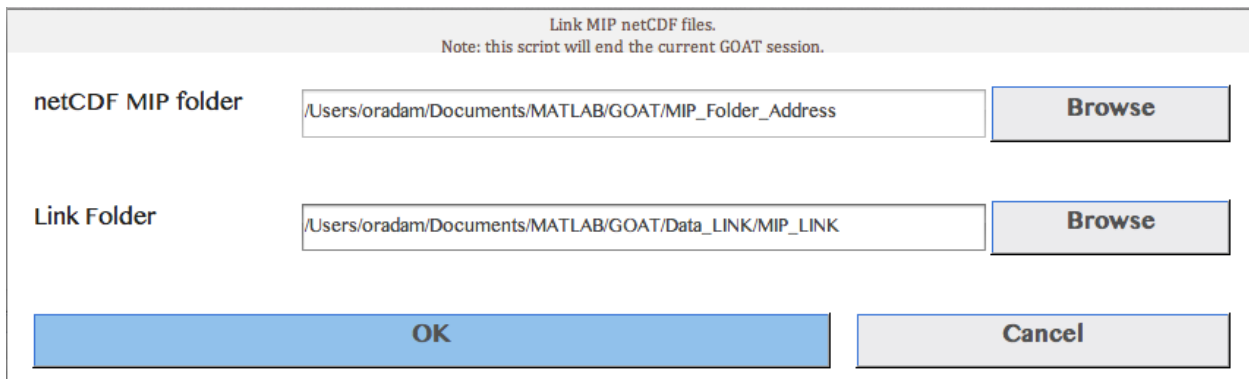 Link MIP netCDF files.
Note: this script will end the current GOAT session.
netCDF MIP folder
/Users/oradam/Documents/MATLAB/GOAT/MIP_Folder_Address
Browse
Link Folder
/Users/oradam/Documents/MATLAB/GOAT/Data_LINK/MIP_LINK
Browse
OK
Cancel